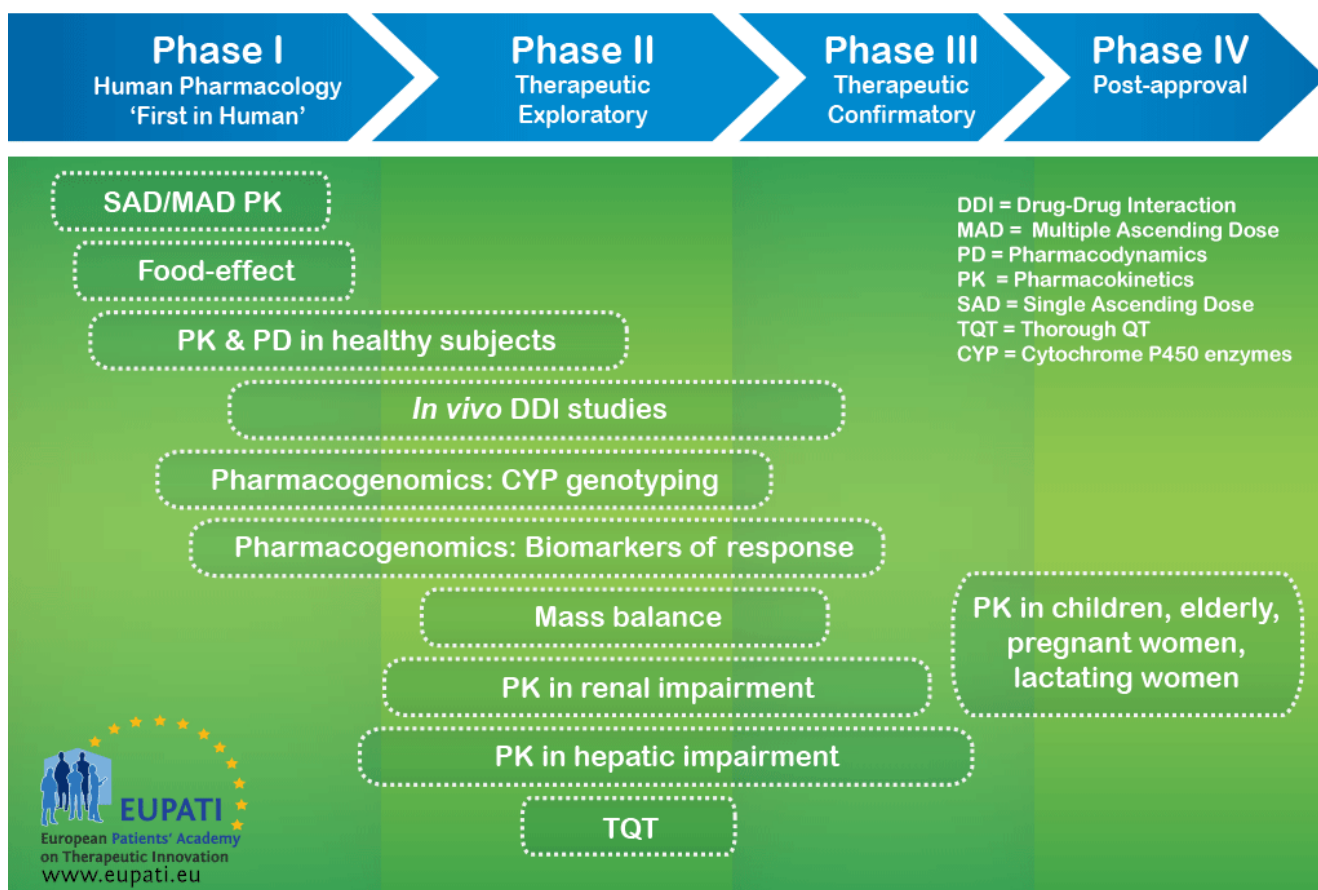 Phase I
Human Pharmacology
‘First in Human’
Phase II
Therapeutic
Exploratory
Phase III
Therapeutic
Confirmatory
Phase IV
Post-approval
SAD/MAD PK
Food-effect
PK & PD in healthy subjects
In vivo DDI studies
Pharmacogenomics: CYP genotyping
Pharmacogenomics: Biomarkers of response
Mass balance
PK in renal impairment
PK in hepatic impairment
TQT
DDI = Drug-Drug Interaction
MAD = Multiple Ascending Dose
PD = Pharmacodynamics
PK = Pharmacokinetics
SAD = Single Ascending Dose
TQT = Thorough QT
CYP = Cytochrome P450 enzymes
PK in children, elderly,
pregnant women,
lactating women
EUPATI
European Patients’ Academy
on Therapeutic Innovation
www.eupati.eu